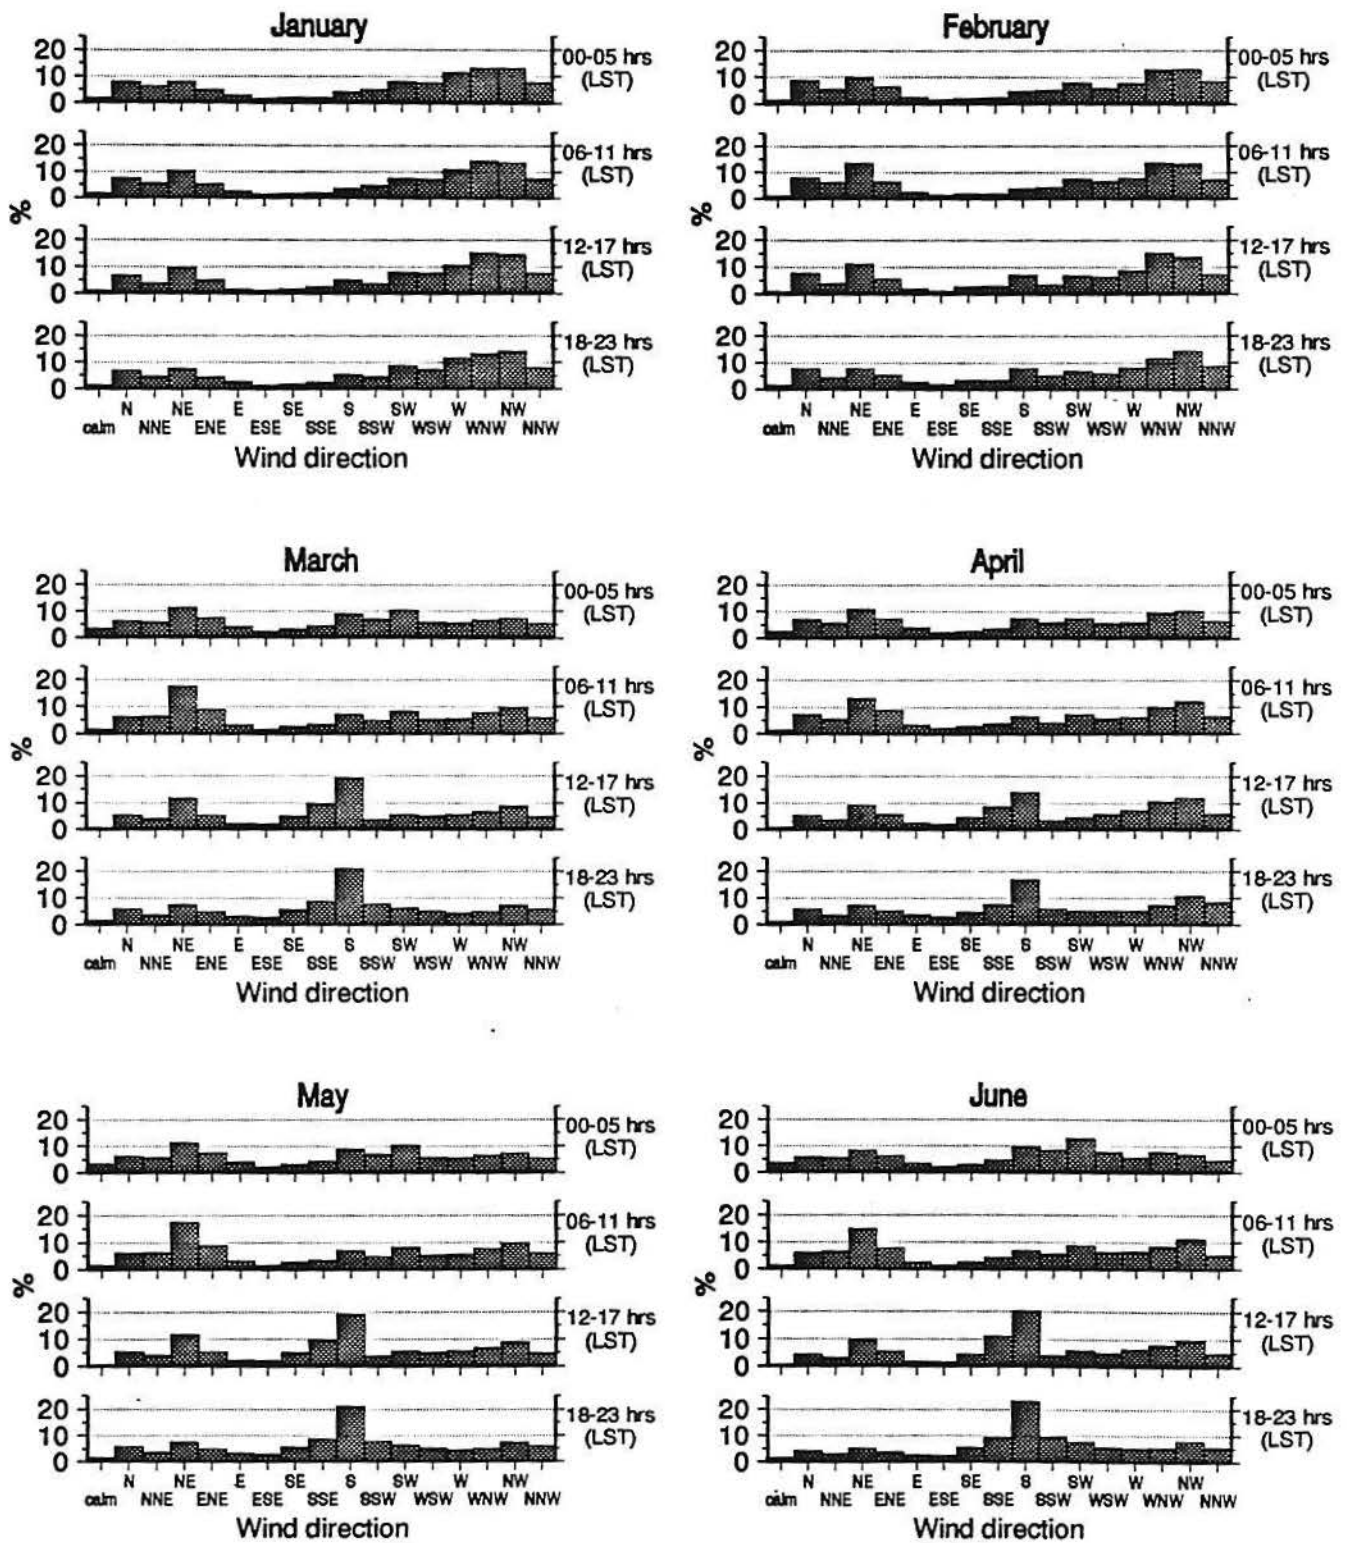 January
20
10
0
00-05 hrs
(LST)
20
10
0
06-11 hrs
(LST)
%
20
10
0
12-17 hrs
(LST)
20
10
0
18-23 hrs
(LST)
N NE E SE S SW W NW
calm NNE ENE ESE SSE SSW WSW WNW NNW
Wind direction
February
20
10
0
00-05 hrs
(LST)
20
10
0
06-11 hrs
(LST)
%
20
10
0
12-17 hrs
(LST)
20
10
0
18-23 hrs
(LST)
N NE E SE S SW W NW
calm NNE ENE ESE SSE SSW WSW WNW NNW
Wind direction
March
20
10
0
00-05 hrs
(LST)
20
10
0
06-11 hrs
(LST)
%
20
10
0
12-17 hrs
(LST)
20
10
0
18-23 hrs
(LST)
N NE E SE S SW W NW
calm NNE ENE ESE SSE SSW WSW WNW NNW
Wind direction
April
20
10
0
00-05 hrs
(LST)
20
10
0
06-11 hrs
(LST)
%
20
10
0
12-17 hrs
(LST)
20
10
0
18-23 hrs
(LST)
N NE E SE S SW W NW
calm NNE ENE ESE SSE SSW WSW WNW NNW
Wind direction
May
20
10
0
00-05 hrs
(LST)
20
10
0
06-11 hrs
(LST)
%
20
10
0
12-17 hrs
(LST)
20
10
0
18-23 hrs
(LST)
N NE E SE S SW W NW
calm NNE ENE ESE SSE SSW WSW WNW NNW
Wind direction
June
20
10
0
00-05 hrs
(LST)
20
10
0
06-11 hrs
(LST)
%
20
10
0
12-17 hrs
(LST)
20
10
0
18-23 hrs
(LST)
N NE E SE S SW W NW
calm NNE ENE ESE SSE SSW WSW WNW NNW
Wind direction